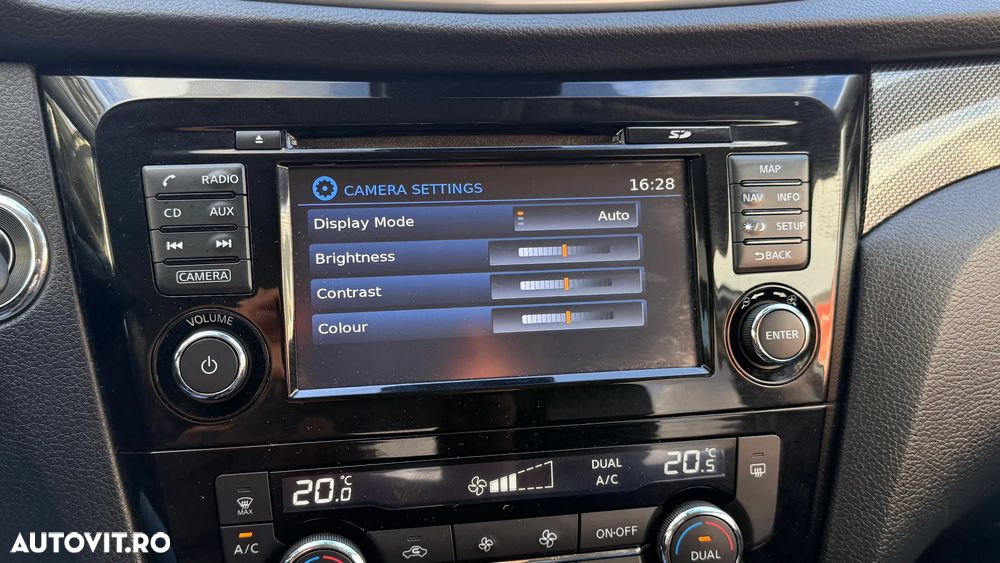 SD
RADIO
CD AUX
CAMERA
VOLUME
CAMERA SETTINGS 16:28
Display Mode Auto
Brightness
Contrast
Colour
MAP
NAV INFO
SETUP
BACK
ENTER
20.0°C
DUAL
A/C
20.5°C
MAX
A/C
ON·OFF
DUAL
AUTOVIT.RO